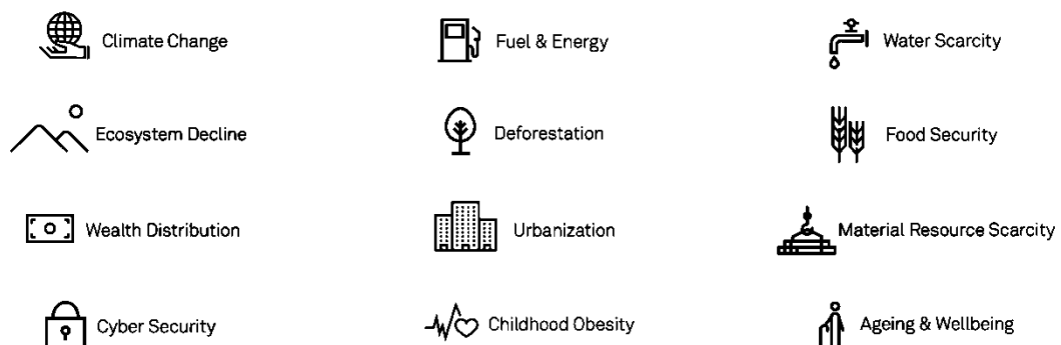 Climate Change
Fuel & Energy
Water Scarcity
Ecosystem Decline
Deforestation
Food Security
Wealth Distribution
Urbanization
Material Resource Scarcity
Cyber Security
Childhood Obesity
Ageing & Wellbeing